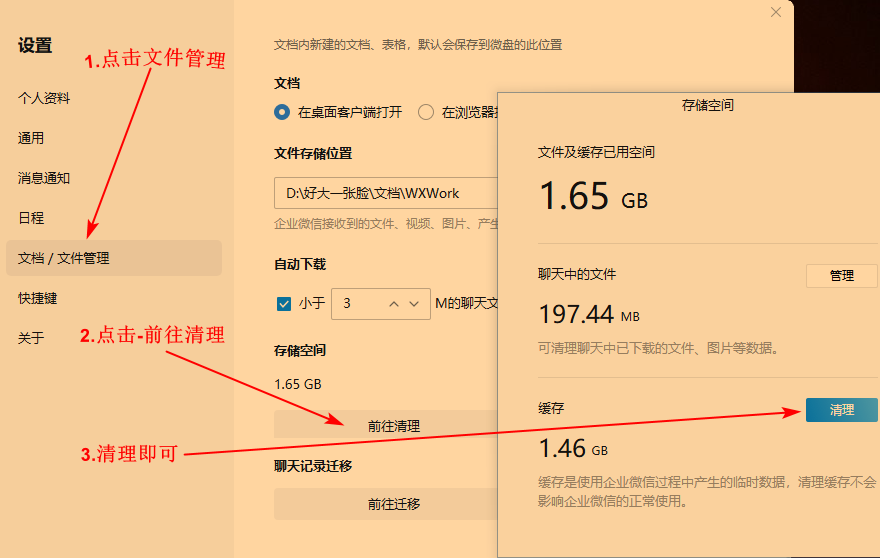 设置
1.点击文件管理
个人资料
通用
消息通知
日程
文档 / 文件管理
快捷键
关于
2.点击-前往清理
3.清理即可
文档内新建的文档、表格，默认会保存到微盘的此位置
文档
在桌面客户端打开
在浏览器
文件存储位置
D:\好大一张脸\文档\WXWork
企业微信接收到的文件、视频、图片、产生
自动下载
小于 3 M的聊天文
存储空间
1.65 GB
前往清理
聊天记录迁移
前往迁移
存储空间
文件及缓存已用空间
1.65 GB
聊天中的文件
管理
197.44 MB
可清理聊天中已下载的文件、图片等数据。
缓存
清理
1.46 GB
缓存是使用企业微信过程中产生的临时数据，清理缓存不会
影响企业微信的正常使用。